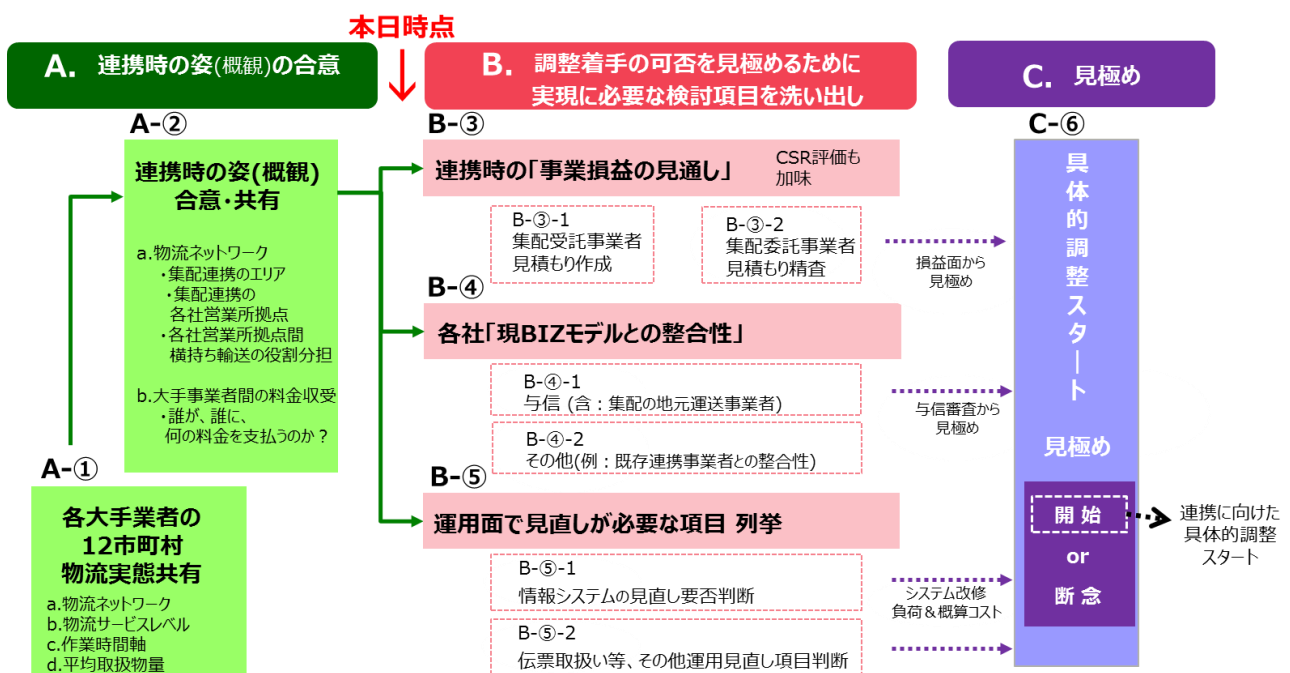 本日時点
A. 連携時の姿(概観)の合意
B. 調整着手の可否を見極めるために
実現に必要な検討項目を洗い出し
C. 見極め
A-②
連携時の姿(概観)
合意・共有
a.物流ネットワーク
・集配連携のエリア
・集配連携の
各社営業所拠点
・各社営業所拠点間
横持ち輸送の役割分担
b.大手事業者間の料金収受
・誰が、誰に、
何の料金を支払うのか？
A-①
各大手業者の
12市町村
物流実態共有
a.物流ネットワーク
b.物流サービスレベル
c.作業時間軸
d.平均取扱物量
B-③
連携時の「事業損益の見通し」
CSR評価も
加味
B-③-1
集配受託事業者
見積もり作成
B-③-2
集配委託事業者
見積もり精査
損益面から
見極め
B-④
各社「現BIZモデルとの整合性」
B-④-1
与信 (含：集配の地元運送事業者)
B-④-2
その他(例：既存連携事業者との整合性)
与信審査から
見極め
B-⑤
運用面で見直しが必要な項目 列挙
B-⑤-1
情報システムの見直し要否判断
B-⑤-2
伝票取扱い等、その他運用見直し項目判断
システム改修
負荷＆概算コスト
C-⑥
具体的調整スタート
見極め
開 始
or
断 念
連携に向けた
具体的調整
スタート